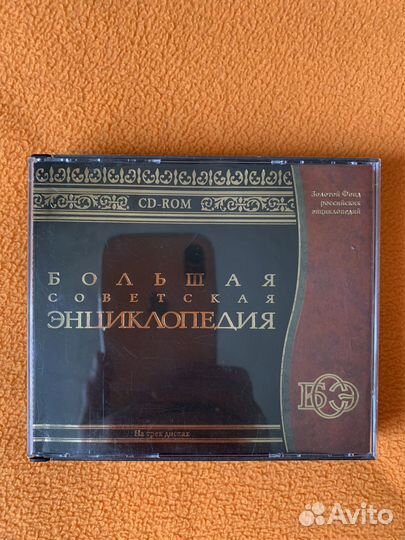 CD-ROM
Золотой Фонд
российских
энциклопедий
БОЛЬШАЯ
СОВЕТСКАЯ
ЭНЦИКЛОПЕДИЯ
БСЭ
На трех дисках
Avito